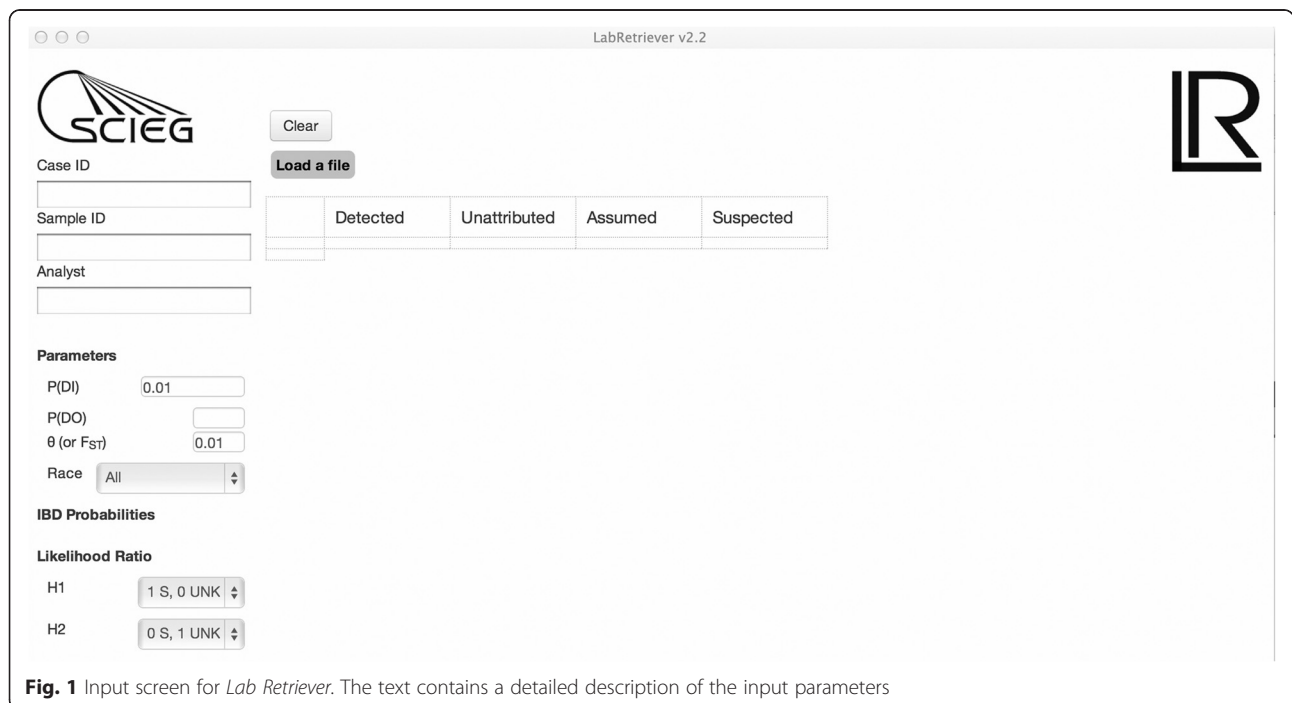 LabRetriever v2.2
SCIEG
LR
Clear
Load a file
Case ID
Sample ID
Analyst
Detected Unattributed Assumed Suspected
Parameters
P(DI) 0.01
P(DO)
θ (or FST) 0.01
Race All
IBD Probabilities
Likelihood Ratio
H1 1 S, 0 UNK
H2 0 S, 1 UNK
Fig. 1 Input screen for Lab Retriever. The text contains a detailed description of the input parameters